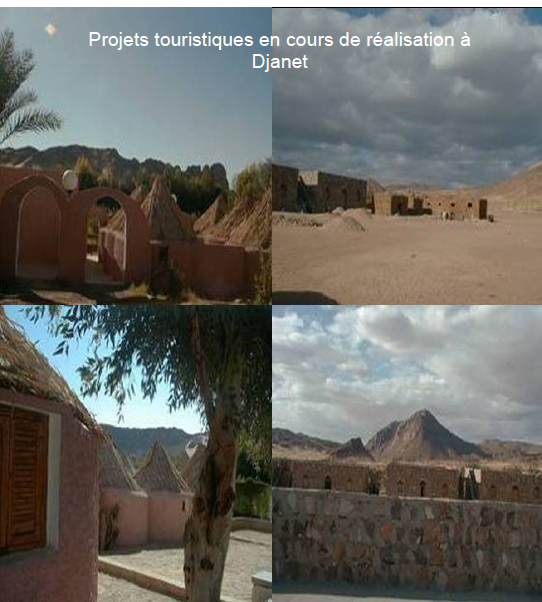 Projets touristiques en cours de réalisation à
Djanet